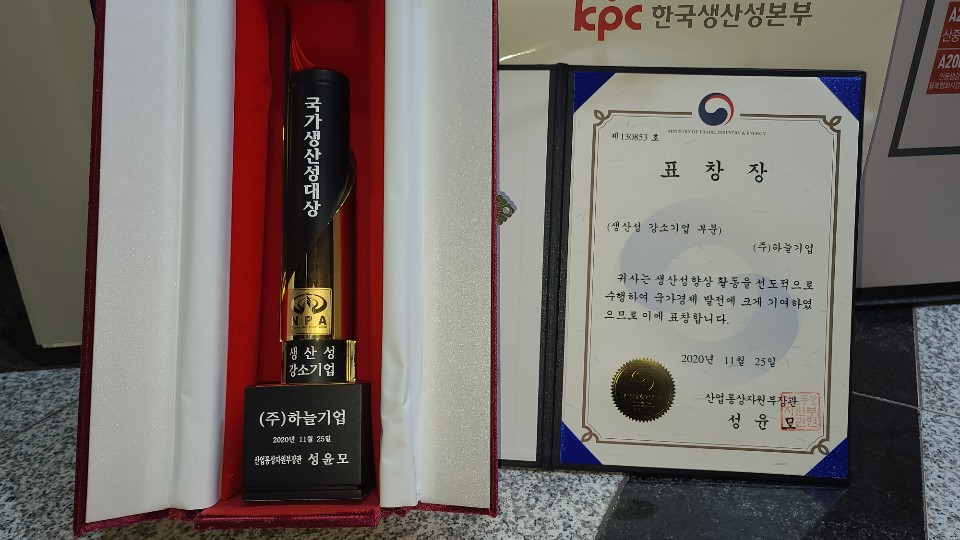 kpc 한국생산성본부
국가생산성대상
NPA
생산성
강소기업
(주)하늘기업
2020년 11월 25일
산업통상자원부장관 성윤모
제130853 호
MINISTRY OF TRADE, INDUSTRY & ENERGY
표 창 장
(생산성 강소기업 부문)
(주)하늘기업
귀사는 생산성향상 활동을 선도적으로
수행하여 국가경제 발전에 크게 기여하였
으므로 이에 표창합니다.
2020년 11월 25일
산업통상자원부장관
성 윤 모